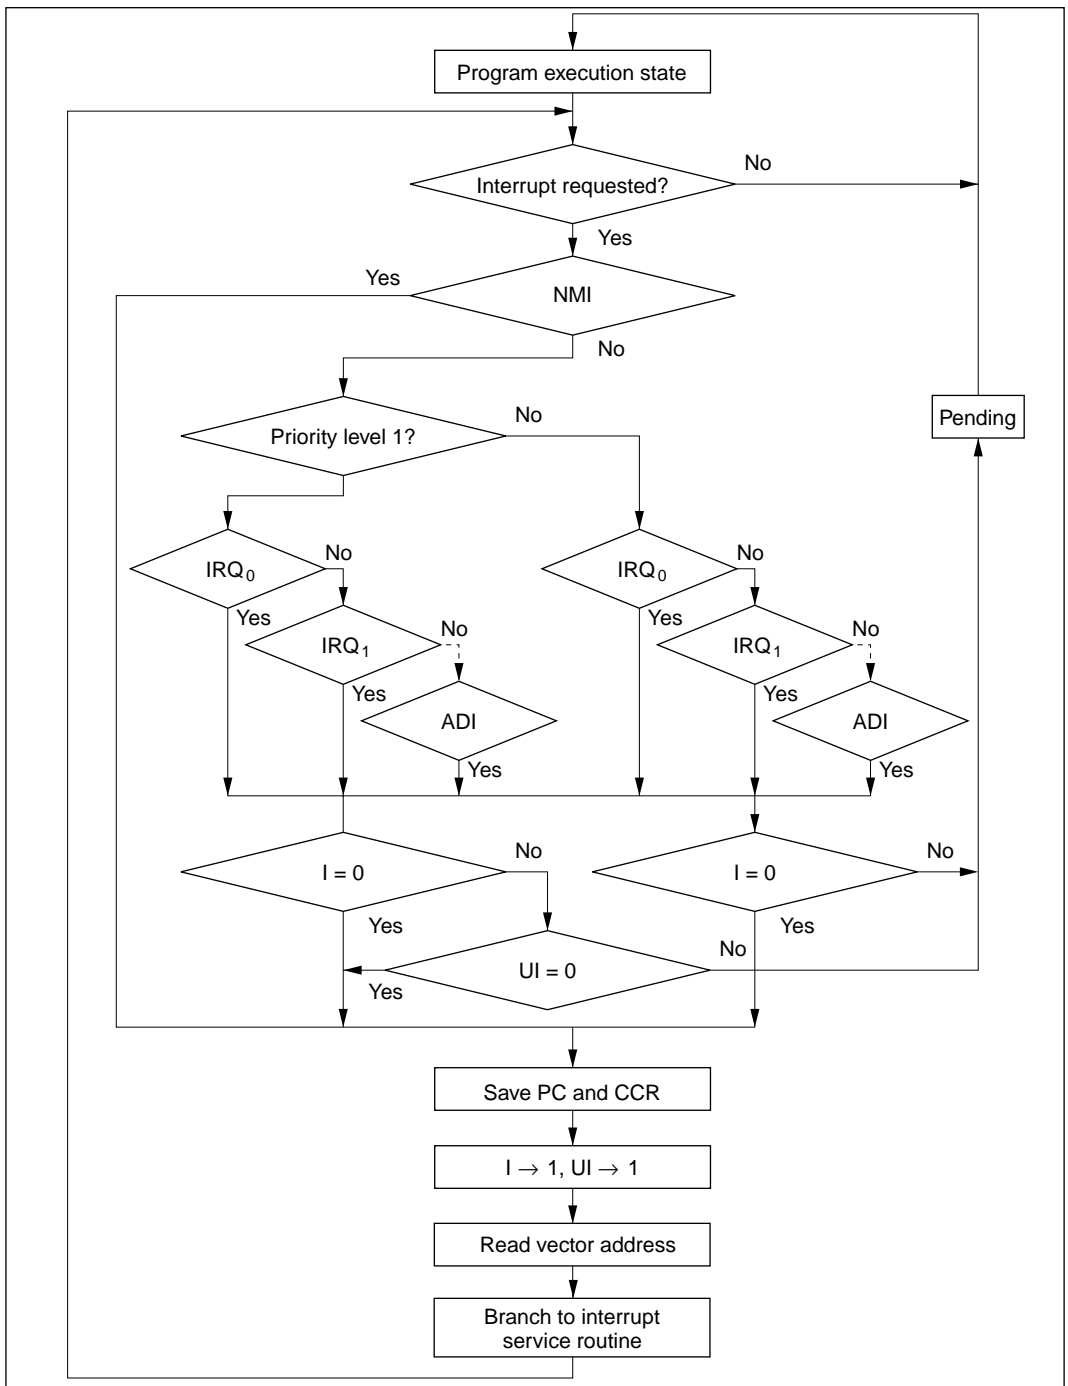 Program execution state
Interrupt requested?
No
Yes
Yes
NMI
No
Priority level 1?
No
Pending
IRQ0
No
Yes
IRQ1
No
Yes
ADI
Yes
IRQ0
No
Yes
IRQ1
No
Yes
ADI
Yes
I = 0
No
Yes
I = 0
No
Yes
UI = 0
No
Yes
Save PC and CCR
I → 1, UI → 1
Read vector address
Branch to interrupt
service routine